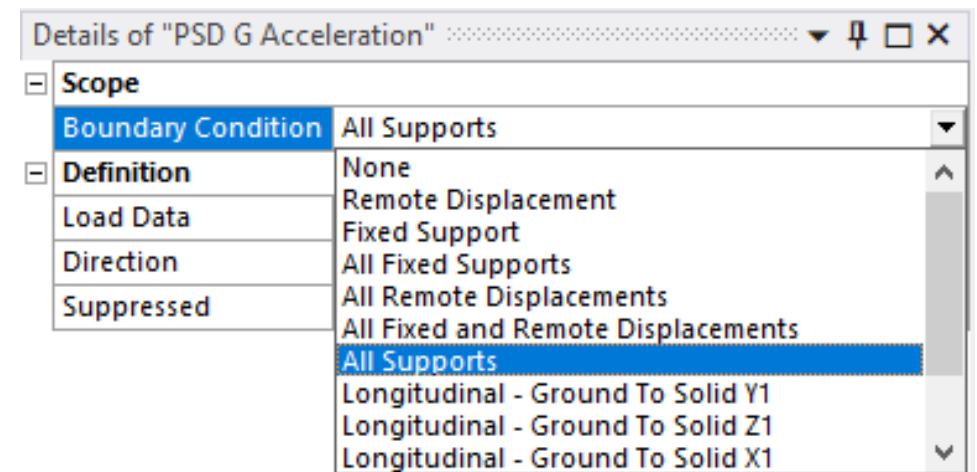 Details of "PSD G Acceleration"
Scope
Boundary Condition All Supports
Definition
Load Data
Direction
Suppressed
None
Remote Displacement
Fixed Support
All Fixed Supports
All Remote Displacements
All Fixed and Remote Displacements
All Supports
Longitudinal - Ground To Solid Y1
Longitudinal - Ground To Solid Z1
Longitudinal - Ground To Solid X1